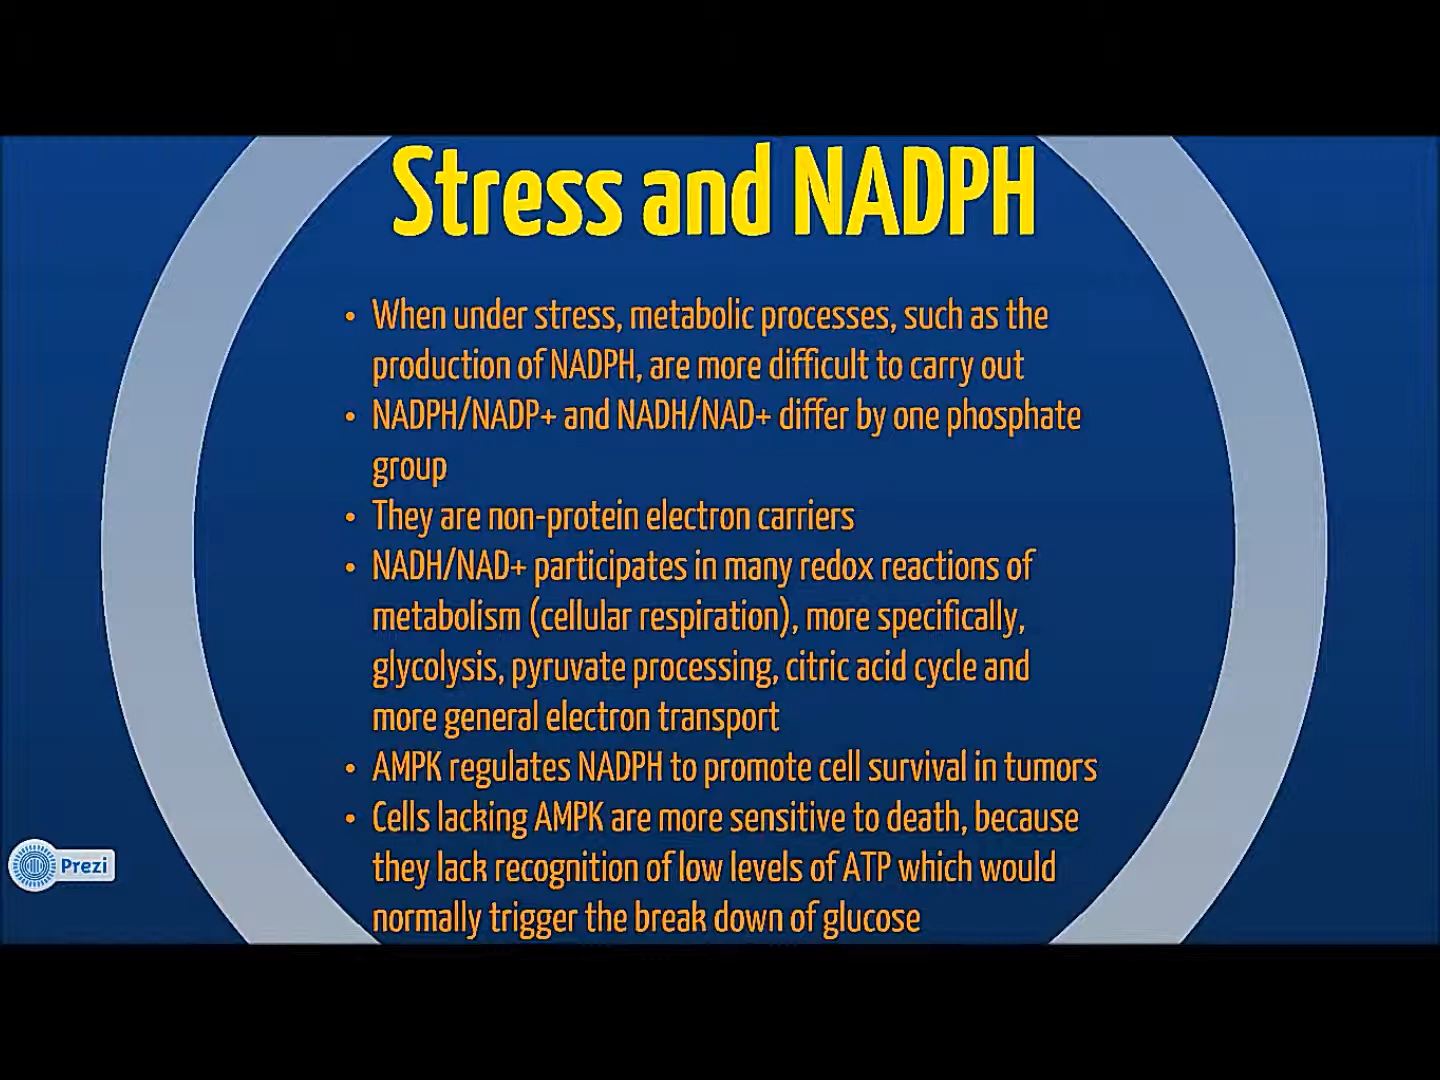 Stress and NADPH
• When under stress, metabolic processes, such as the
production of NADPH, are more difficult to carry out
• NADPH/NADP+ and NADH/NAD+ differ by one phosphate
group
• They are non-protein electron carriers
• NADH/NAD+ participates in many redox reactions of
metabolism (cellular respiration), more specifically,
glycolysis, pyruvate processing, citric acid cycle and
more general electron transport
• AMPK regulates NADPH to promote cell survival in tumors
• Cells lacking AMPK are more sensitive to death, because
they lack recognition of low levels of ATP which would
normally trigger the break down of glucose
Prezi